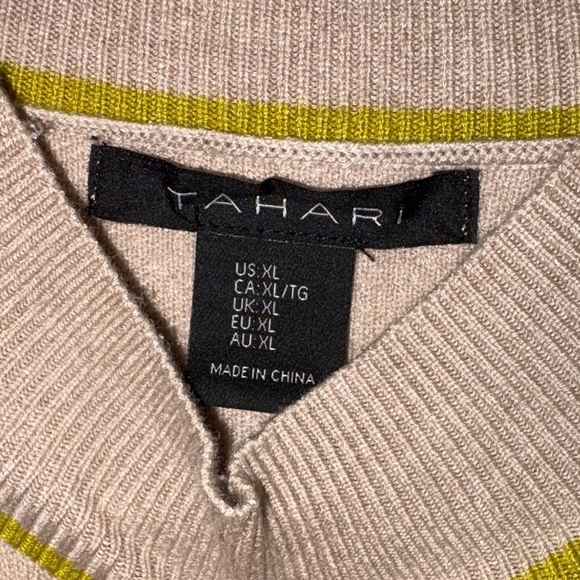 TAHARI
US:XL
CA:XL/TG
UK:XL
EU:XL
AU:XL
MADE IN CHINA